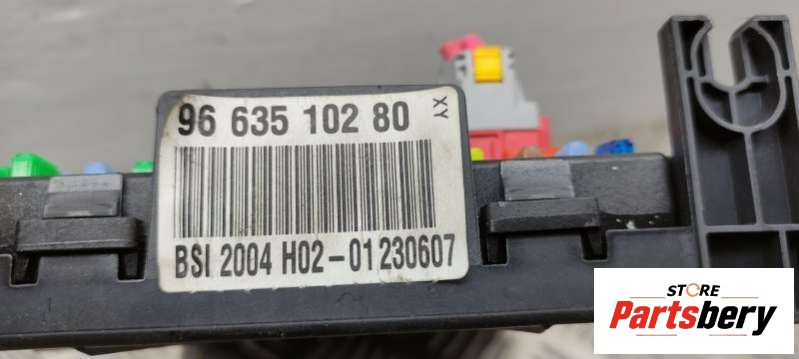 96 635 102 80
XY
BSI 2004 H02-01230607
STORE
Partsbery